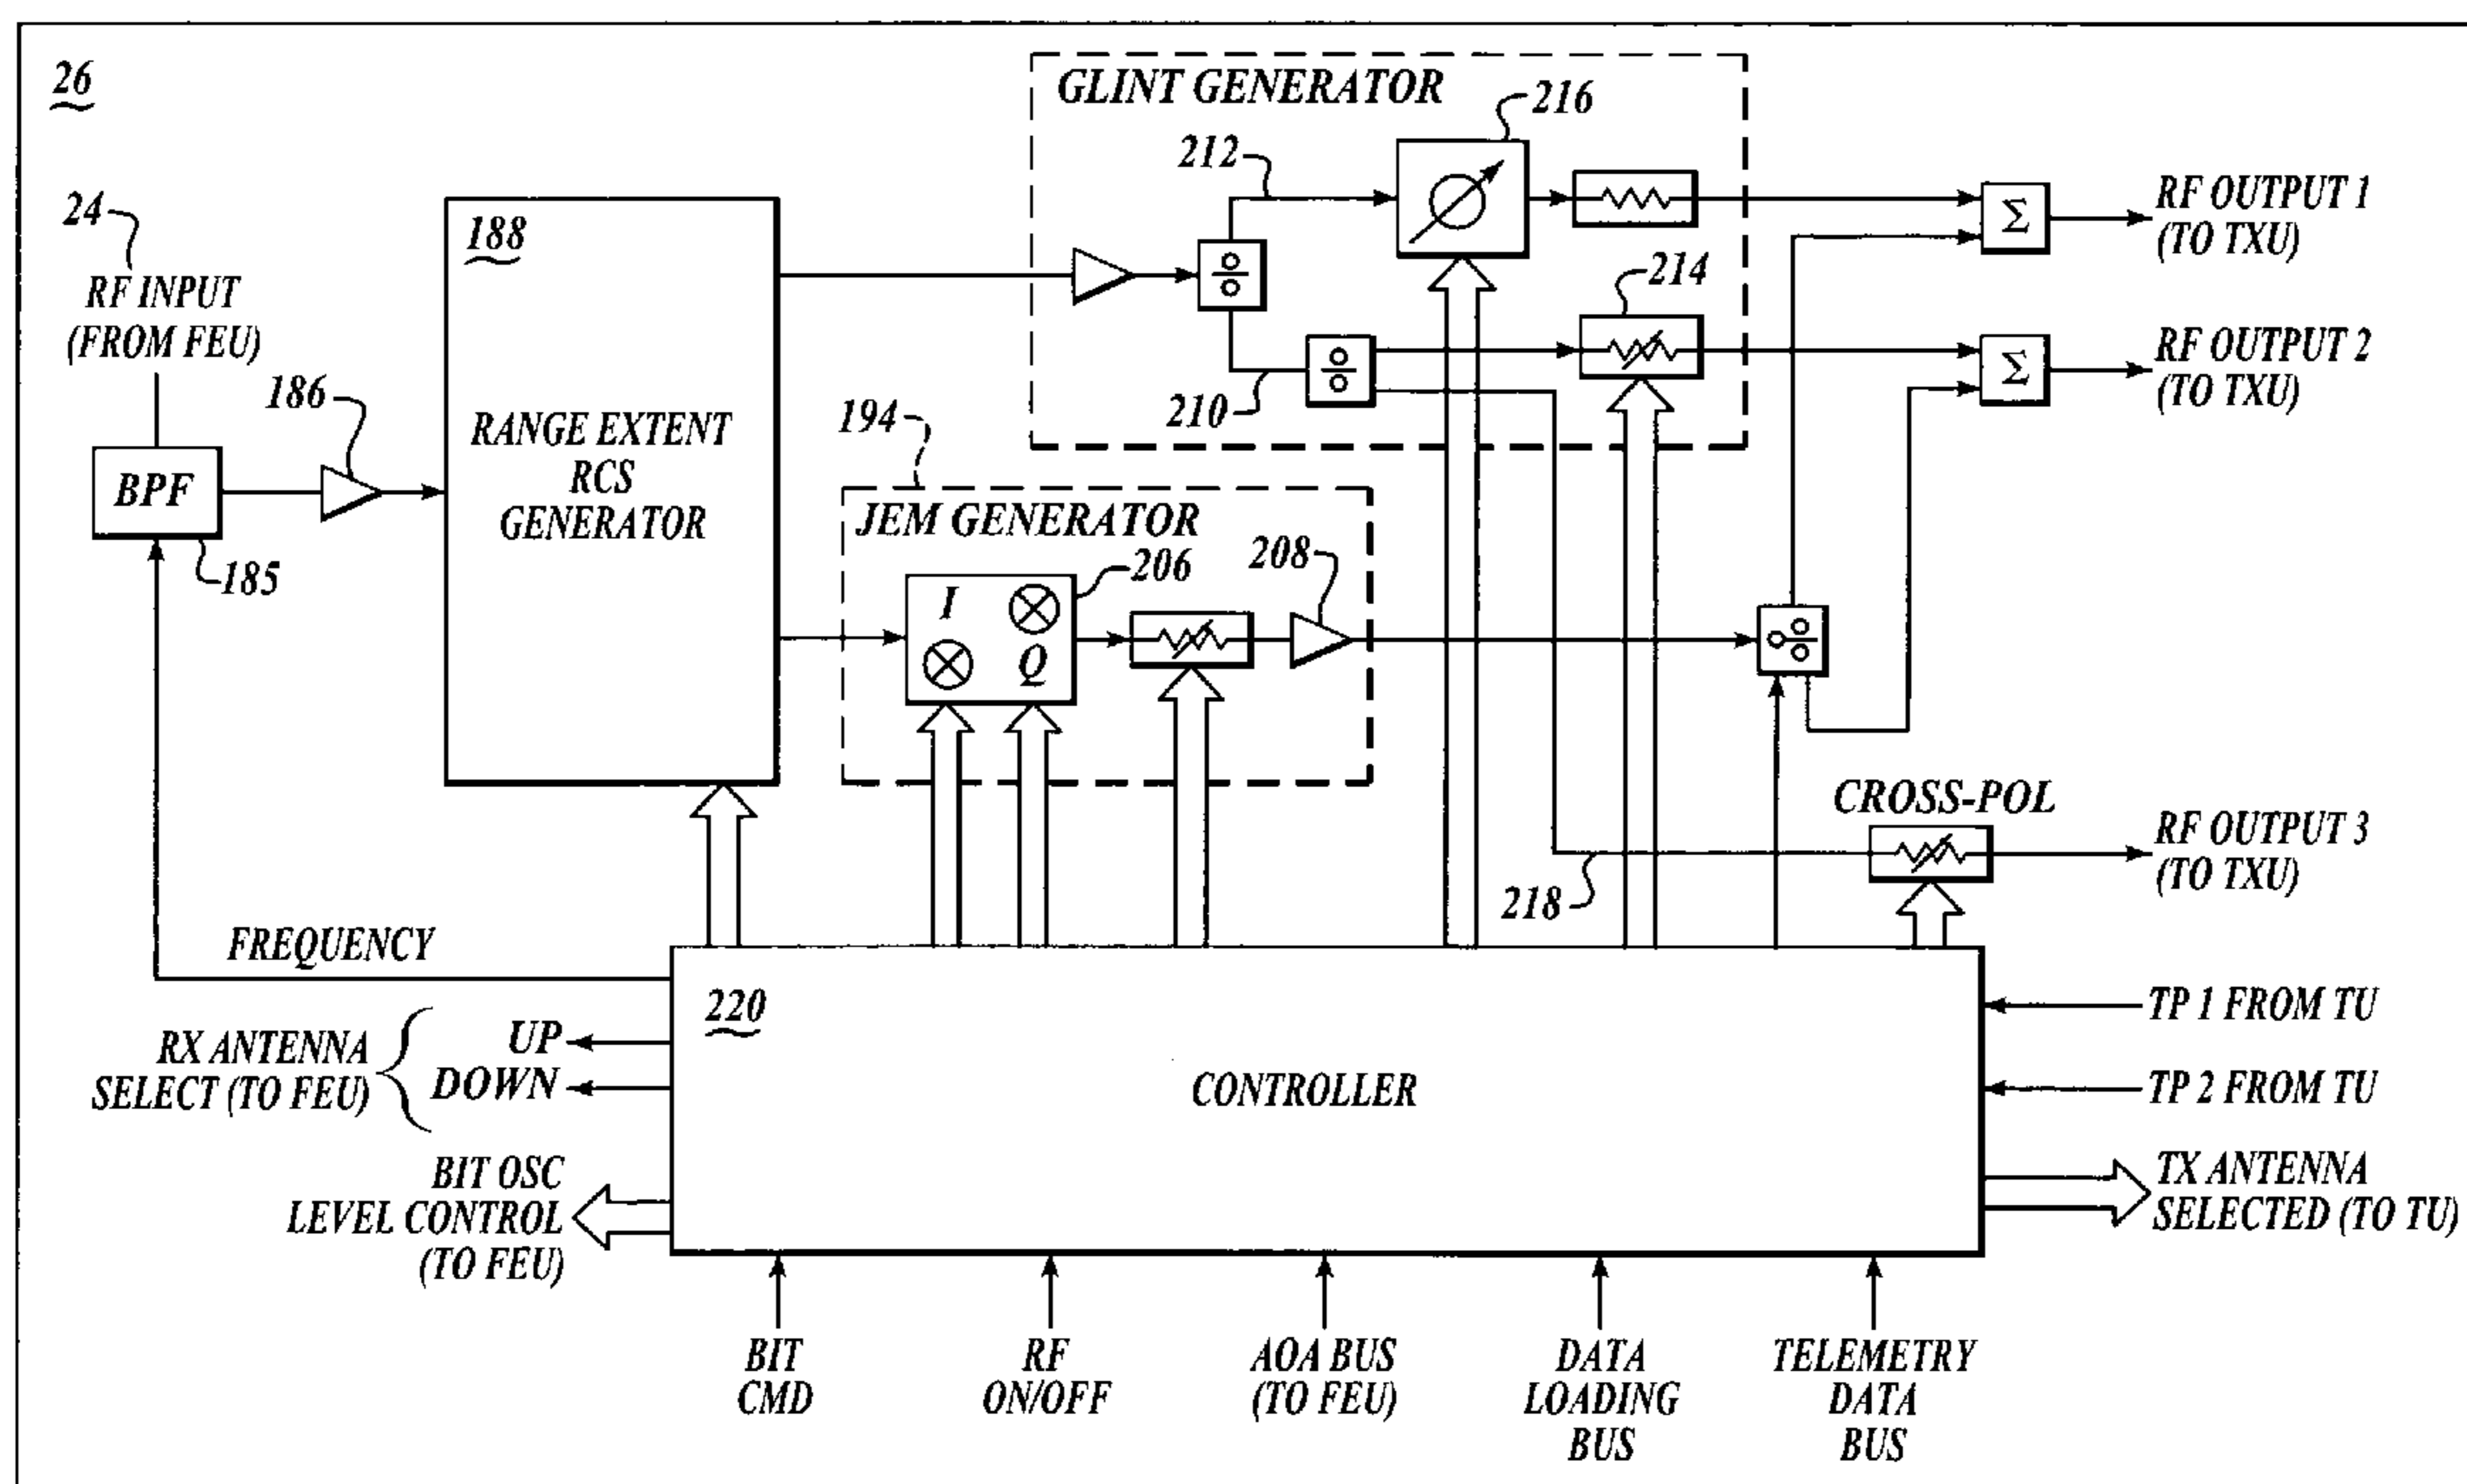 26
GLINT GENERATOR
216
212
24
RF INPUT
(FROM FEU)
188
RF OUTPUT 1
(TO TXU)
÷
Σ
214
RF OUTPUT 2
(TO TXU)
÷
Σ
186
210
194
RANGE EXTENT
RCS
GENERATOR
BPF
185
JEM GENERATOR
206
208
I
Q
CROSS-POL
RF OUTPUT 3
(TO TXU)
218
FREQUENCY
220
CONTROLLER
RX ANTENNA
SELECT (TO FEU)
UP
DOWN
TP 1 FROM TU
TP 2 FROM TU
BIT OSC
LEVEL CONTROL
(TO FEU)
TX ANTENNA
SELECTED (TO TU)
BIT
CMD
RF
ON/OFF
AOA BUS
(TO FEU)
DATA
LOADING
BUS
TELEMETRY
DATA
BUS